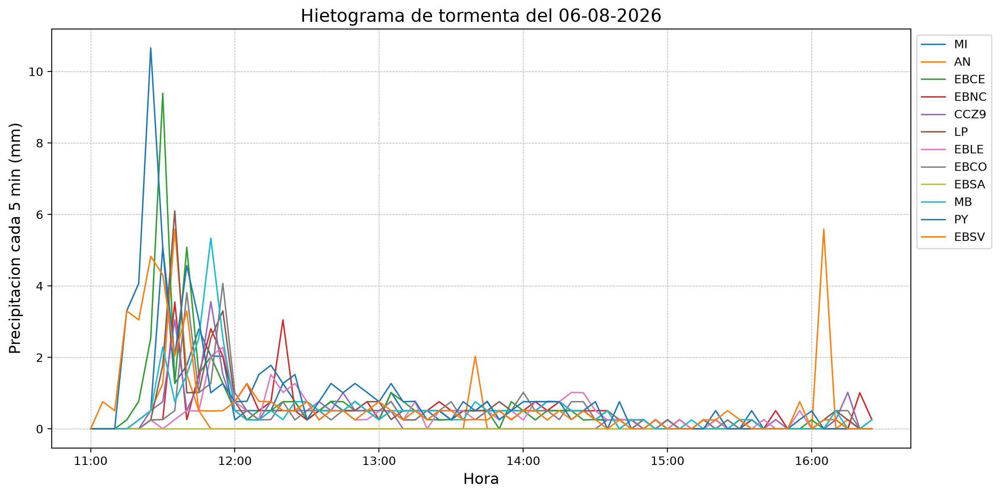 Hietograma de tormenta del 06-08-2026
Precipitacion cada 5 min (mm)
10
8
6
4
2
0
11:00 12:00 13:00 14:00 15:00 16:00
Hora
MI
AN
EBCE
EBNC
CCZ9
LP
EBLE
EBCO
EBSA
MB
PY
EBSV